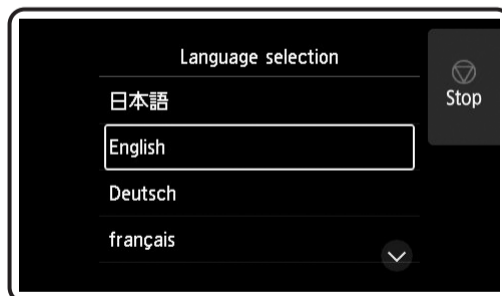 Language selection
日本語
Stop
English
Deutsch
français